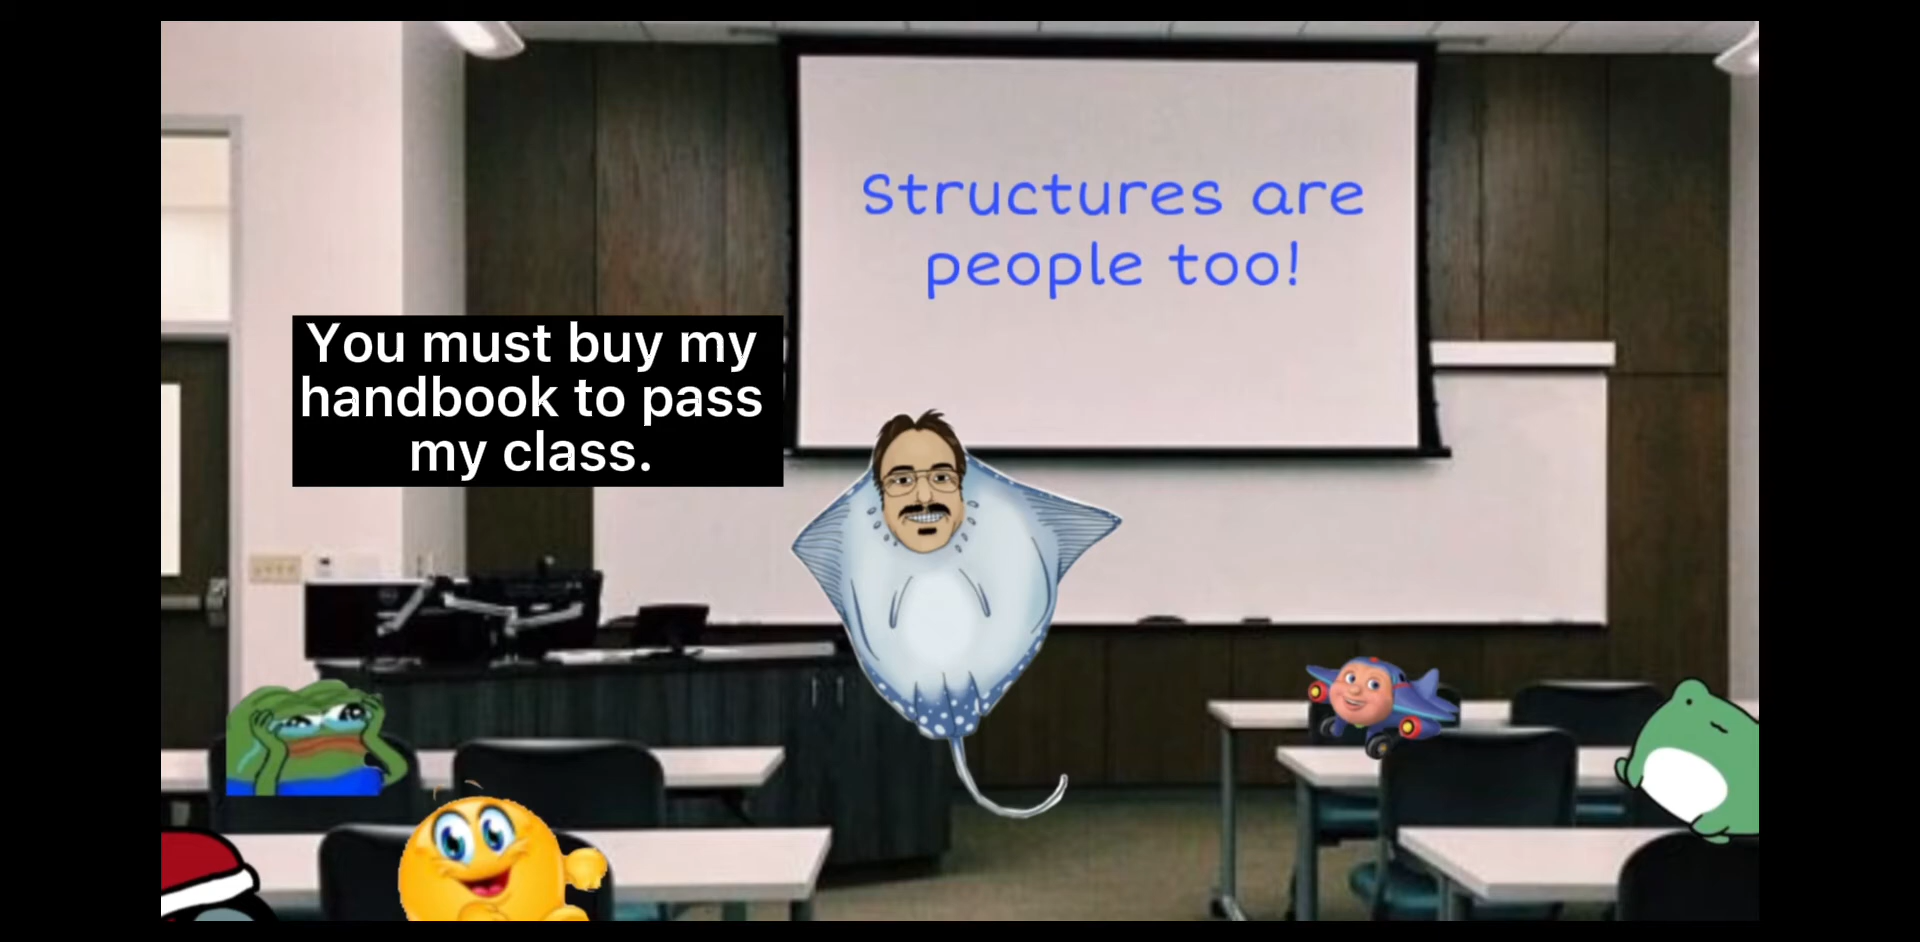 Structures are
people too!
You must buy my
handbook to pass
my class.